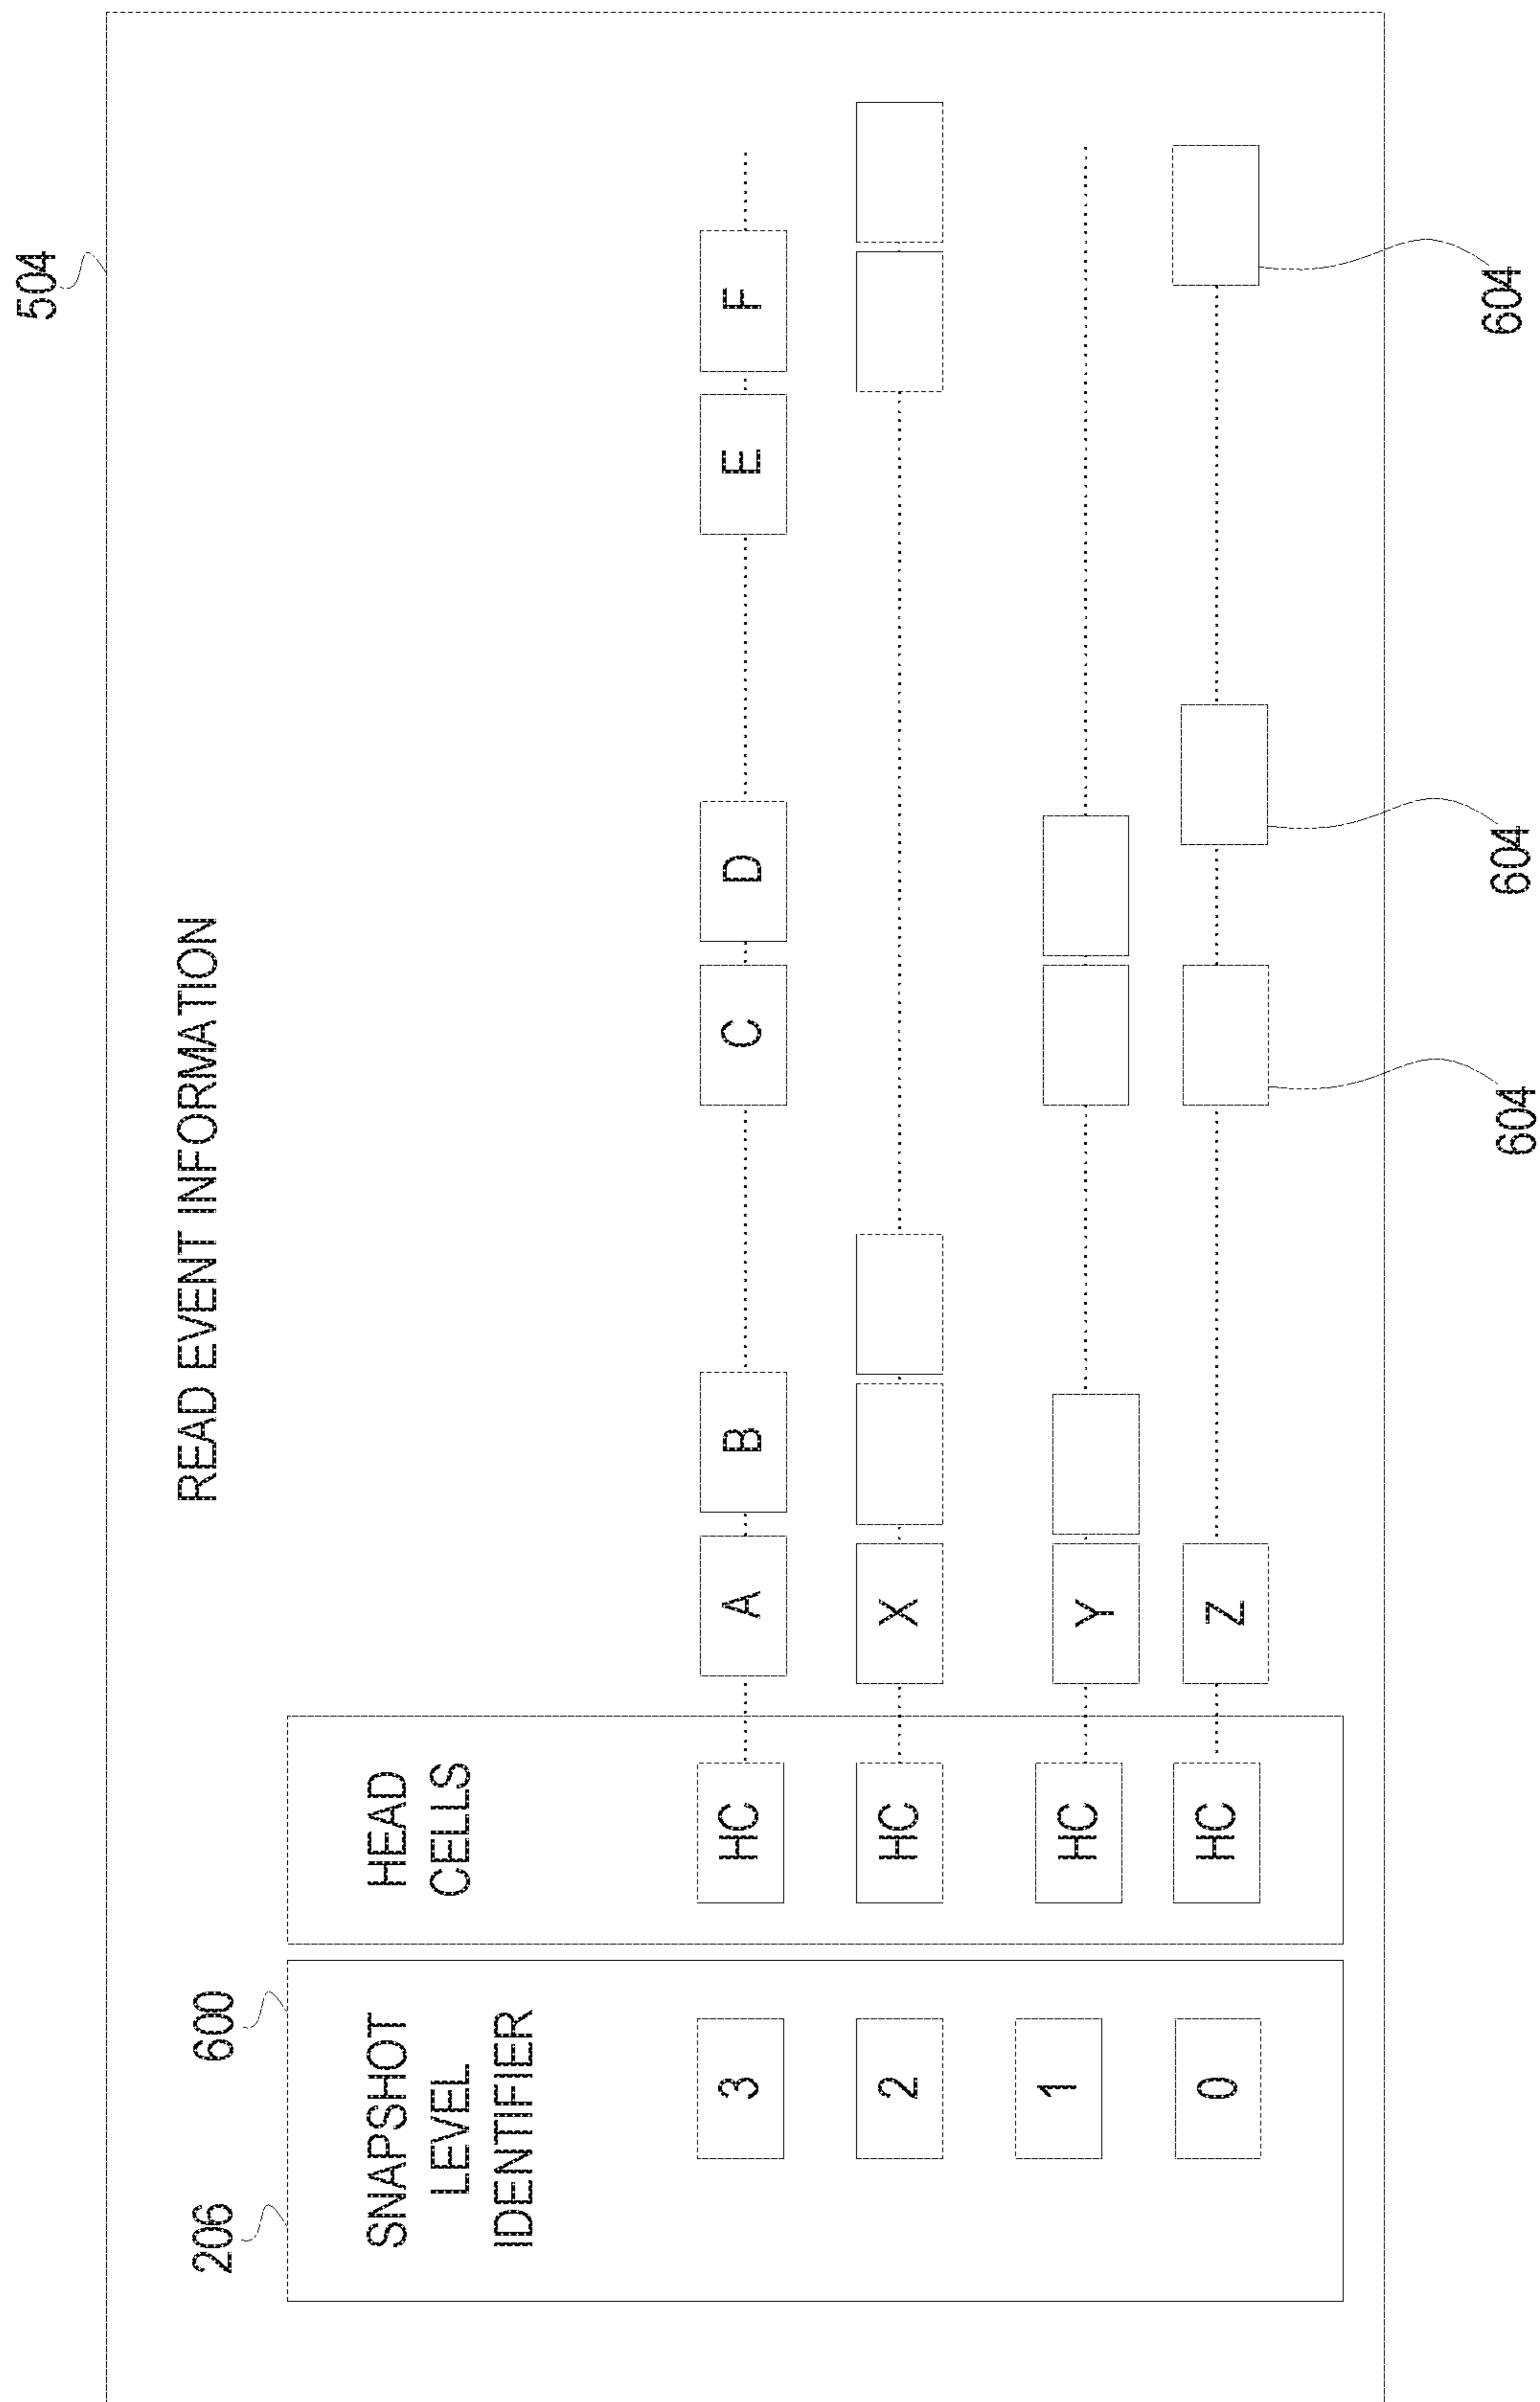 504
READ EVENT INFORMATION
206
600
SNAPSHOT
LEVEL
IDENTIFIER
HEAD
CELLS
3
HC
A
B
C
D
E
F
2
HC
X
1
HC
Y
0
HC
Z
604
604
604